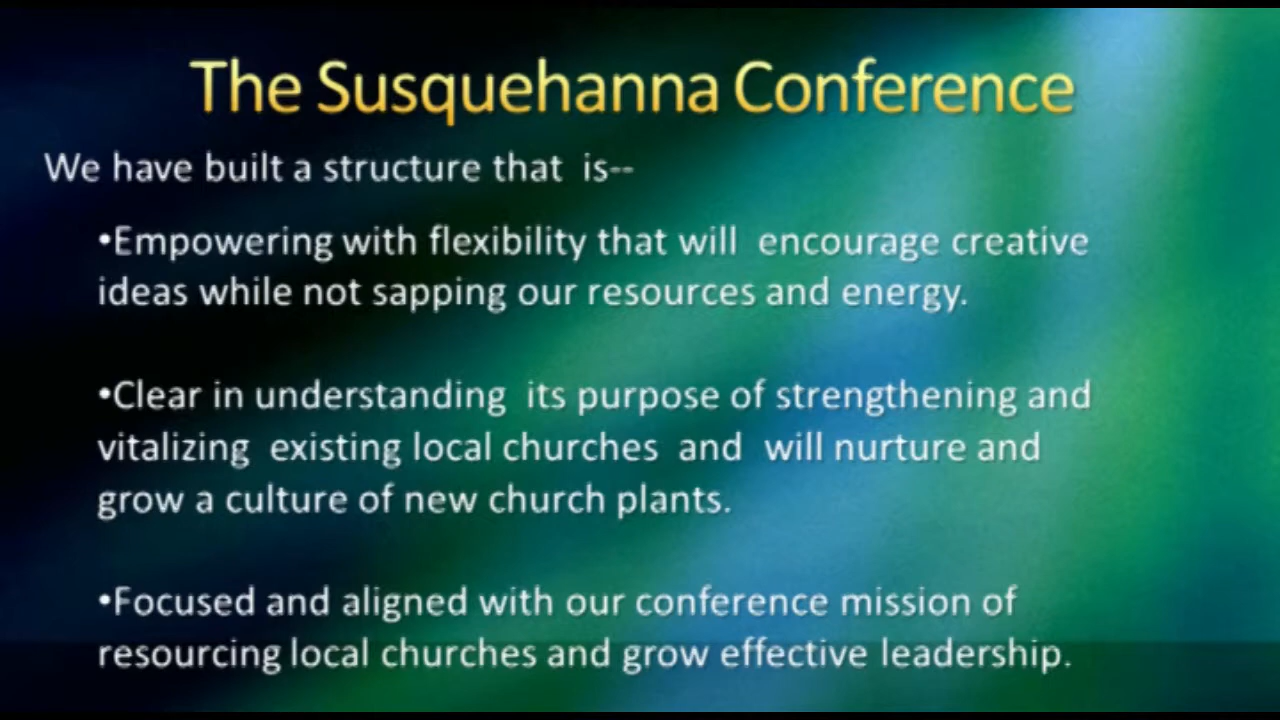 The Susquehanna Conference
We have built a structure that is--
•Empowering with flexibility that will encourage creative
ideas while not sapping our resources and energy.
•Clear in understanding its purpose of strengthening and
vitalizing existing local churches and will nurture and
grow a culture of new church plants.
•Focused and aligned with our conference mission of
resourcing local churches and grow effective leadership.